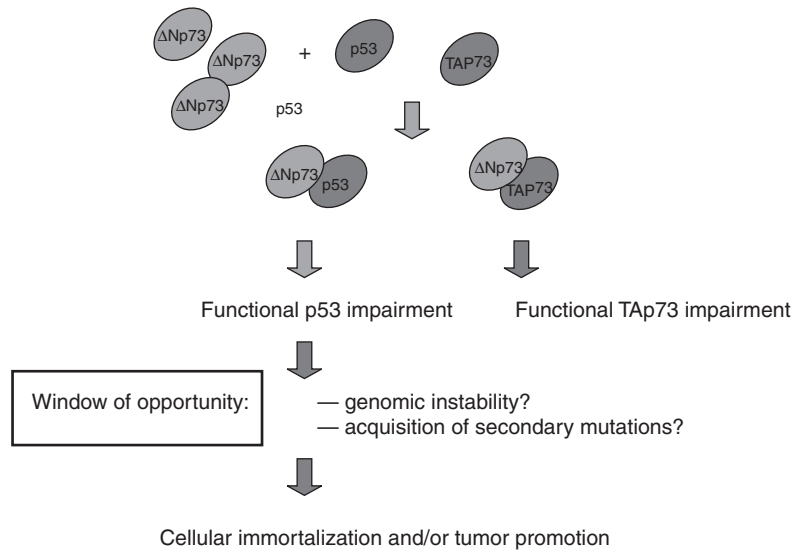 ΔNp73
ΔNp73
+
p53
TAP73
ΔNp73
p53
ΔNp73
p53
ΔNp73
TAP73
Functional p53 impairment
Functional TAp73 impairment
Window of opportunity:
— genomic instability?
— acquisition of secondary mutations?
Cellular immortalization and/or tumor promotion